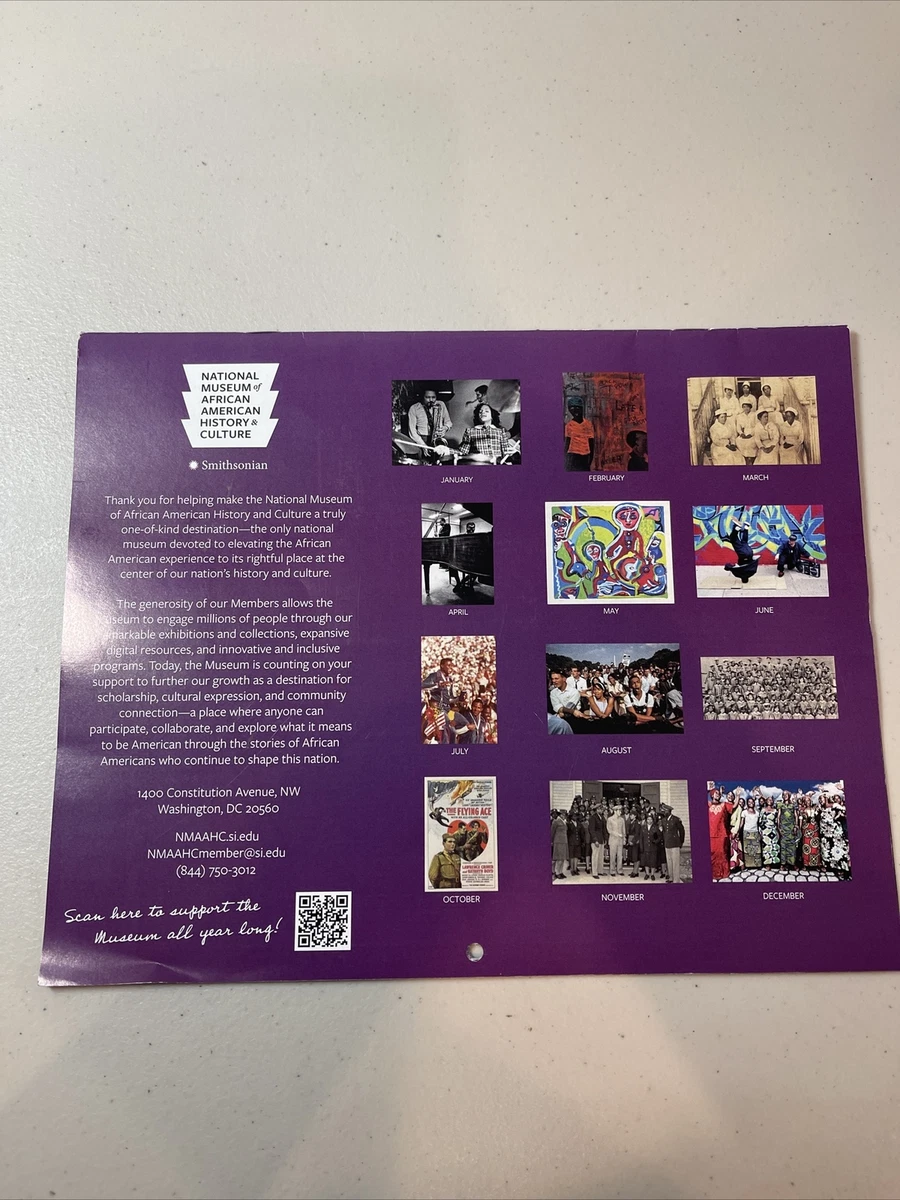 NATIONAL
MUSEUM of
AFRICAN
AMERICAN
HISTORY &
CULTURE
Smithsonian
Thank you for helping make the National Museum
of African American History and Culture a truly
one-of-kind destination—the only national
museum devoted to elevating the African
American experience to its rightful place at the
center of our nation's history and culture.
The generosity of our Members allows the
Museum to engage millions of people through our
remarkable exhibitions and collections, expansive
digital resources, and innovative and inclusive
programs. Today, the Museum is counting on your
support to further our growth as a destination for
scholarship, cultural expression, and community
connection—a place where anyone can
participate, collaborate, and explore what it means
to be American through the stories of African
Americans who continue to shape this nation.
1400 Constitution Avenue, NW
Washington, DC 20560
NMAAHC.si.edu
NMAAHCmember@si.edu
(844) 750-3012
Scan here to support the
Museum all year long!
JANUARY
FEBRUARY
MARCH
APRIL
MAY
JUNE
JULY
AUGUST
SEPTEMBER
THE FLYING ACE
OCTOBER
NOVEMBER
DECEMBER